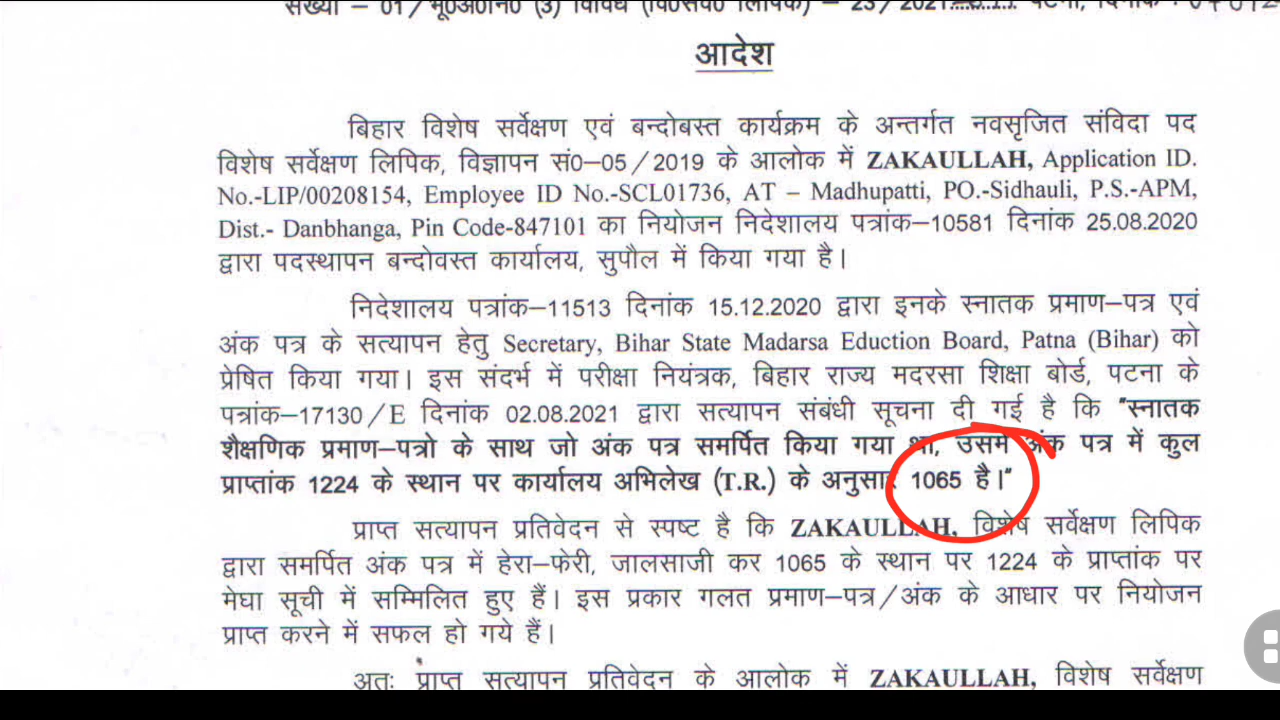 संख्या – 01/भू0अ0नि0 (3) विविध (वि0स0 लिपिक) – 23/2021 पटना, दिनांक :
आदेश
बिहार विशेष सर्वेक्षण एवं बन्दोबस्त कार्यक्रम के अन्तर्गत नवसृजित संविदा पद
विशेष सर्वेक्षण लिपिक, विज्ञापन सं0–05/2019 के आलोक में ZAKAULLAH, Application ID.
No.-LIP/00208154, Employee ID No.-SCL01736, AT – Madhupatti, PO.-Sidhauli, P.S.-APM,
Dist.- Danbhanga, Pin Code-847101 का नियोजन निदेशालय पत्रांक–10581 दिनांक 25.08.2020
द्वारा पदस्थापन बन्दोवस्त कार्यालय, सुपौल में किया गया है।
निदेशालय पत्रांक–11513 दिनांक 15.12.2020 द्वारा इनके स्नातक प्रमाण–पत्र एवं
अंक पत्र के सत्यापन हेतु Secretary, Bihar State Madarsa Eduction Board, Patna (Bihar) को
प्रेषित किया गया। इस संदर्भ में परीक्षा नियंत्रक, बिहार राज्य मदरसा शिक्षा बोर्ड, पटना के
पत्रांक–17130/E दिनांक 02.08.2021 द्वारा सत्यापन संबंधी सूचना दी गई है कि "स्नातक
शैक्षणिक प्रमाण–पत्रो के साथ जो अंक पत्र समर्पित किया गया था, उसमें अंक पत्र में कुल
प्राप्तांक 1224 के स्थान पर कार्यालय अभिलेख (T.R.) के अनुसार 1065 है।"
प्राप्त सत्यापन प्रतिवेदन से स्पष्ट है कि ZAKAULLAH, विशेष सर्वेक्षण लिपिक
द्वारा समर्पित अंक पत्र में हेरा–फेरी, जालसाजी कर 1065 के स्थान पर 1224 के प्राप्तांक पर
मेघा सूची में सम्मिलित हुए हैं। इस प्रकार गलत प्रमाण–पत्र/अंक के आधार पर नियोजन
प्राप्त करने में सफल हो गये हैं।
अतः प्राप्त सत्यापन प्रतिवेदन के आलोक में ZAKAULLAH, विशेष सर्वेक्षण